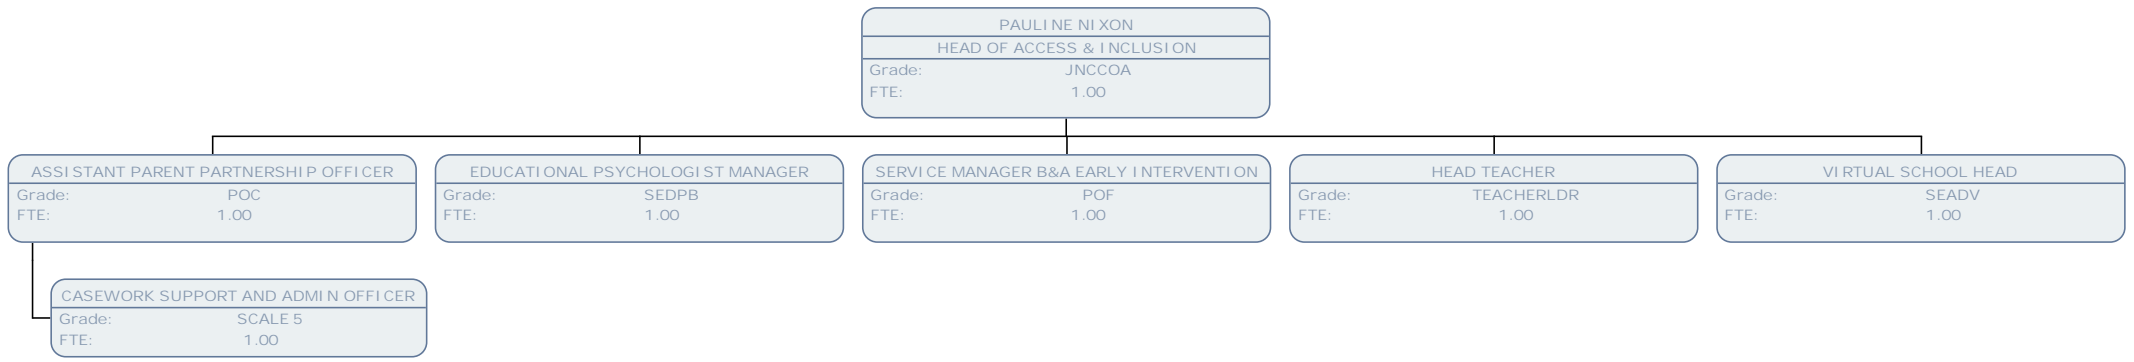 PAULINE NIXON
HEAD OF ACCESS & INCLUSION
Grade: JNCCOA
FTE: 1.00
ASSISTANT PARENT PARTNERSHIP OFFICER
Grade: POC
FTE: 1.00
EDUCATIONAL PSYCHOLOGIST MANAGER
Grade: SEDPB
FTE: 1.00
SERVICE MANAGER B&A EARLY INTERVENTION
Grade: POF
FTE: 1.00
HEAD TEACHER
Grade: TEACHERLDR
FTE: 1.00
VIRTUAL SCHOOL HEAD
Grade: SEADV
FTE: 1.00
CASEWORK SUPPORT AND ADMIN OFFICER
Grade: SCALE 5
FTE: 1.00